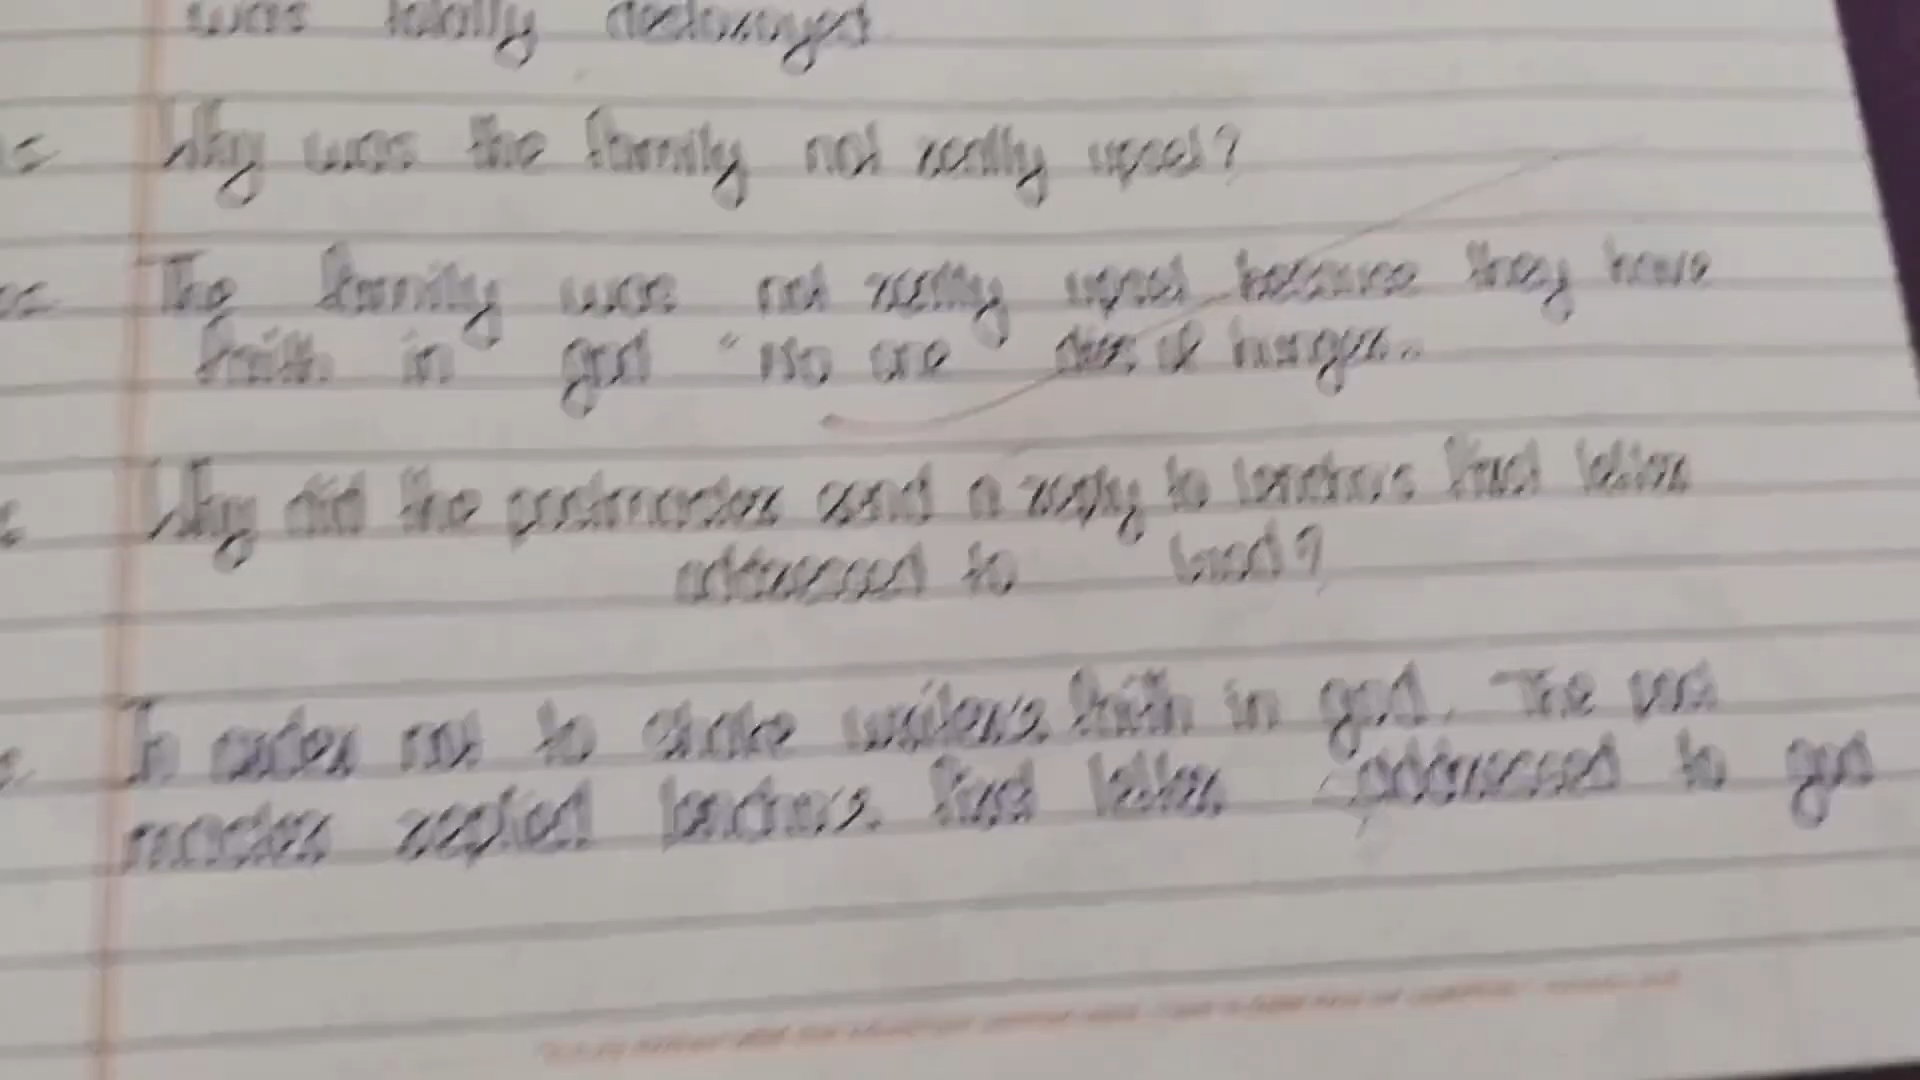 was totally destroyed
Why was the family not really upset?
The family was not really upset because they have
faith in god "No one dies of hunger..
Why did the postmaster send a reply to lencho's first letter
addressed to
In order not to shake writers faith in god. The post
master replied lencho's. first letter addressed to god